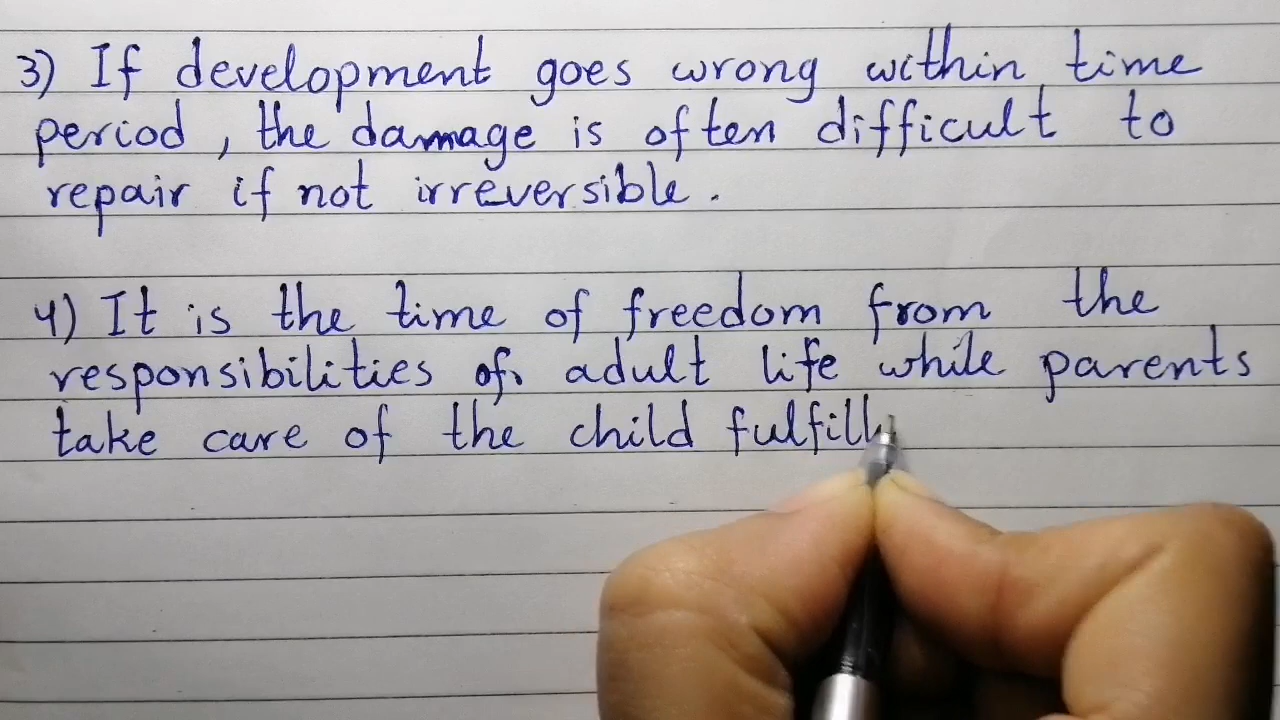 3) If development goes wrong within time
period, the damage is often difficult to
repair if not irreversible.
4) It is the time of freedom from the
responsibilities of adult life while parents
take care of the child fulfill